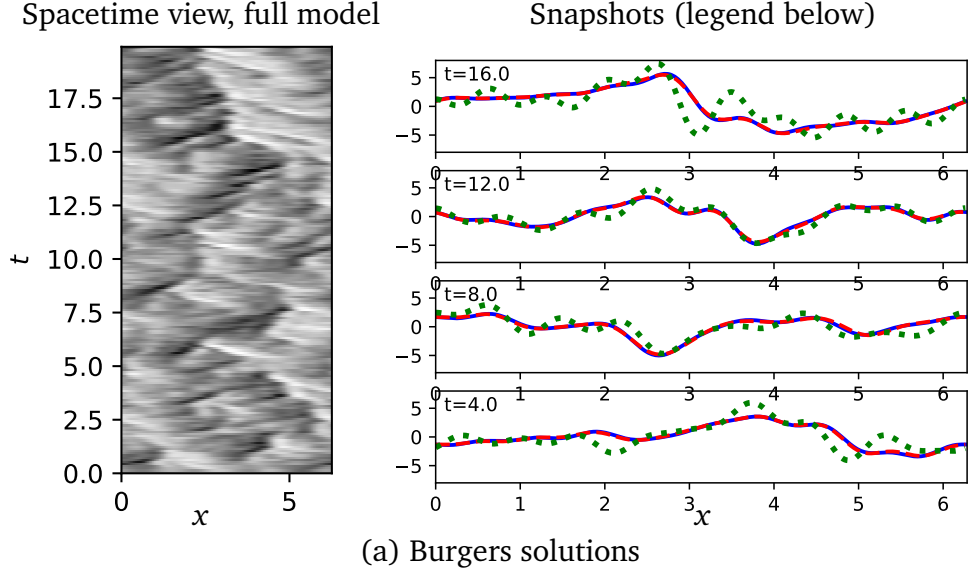 Spacetime view, full model
Snapshots (legend below)
17.5
15.0
12.5
10.0
7.5
5.0
2.5
0.0
t
0 5
x
t=16.0
5
0
−5
0 1 2 3 4 5 6
t=12.0
5
0
−5
0 1 2 3 4 5 6
t=8.0
5
0
−5
0 1 2 3 4 5 6
t=4.0
5
0
−5
0 1 2 3 4 5 6
x
(a) Burgers solutions